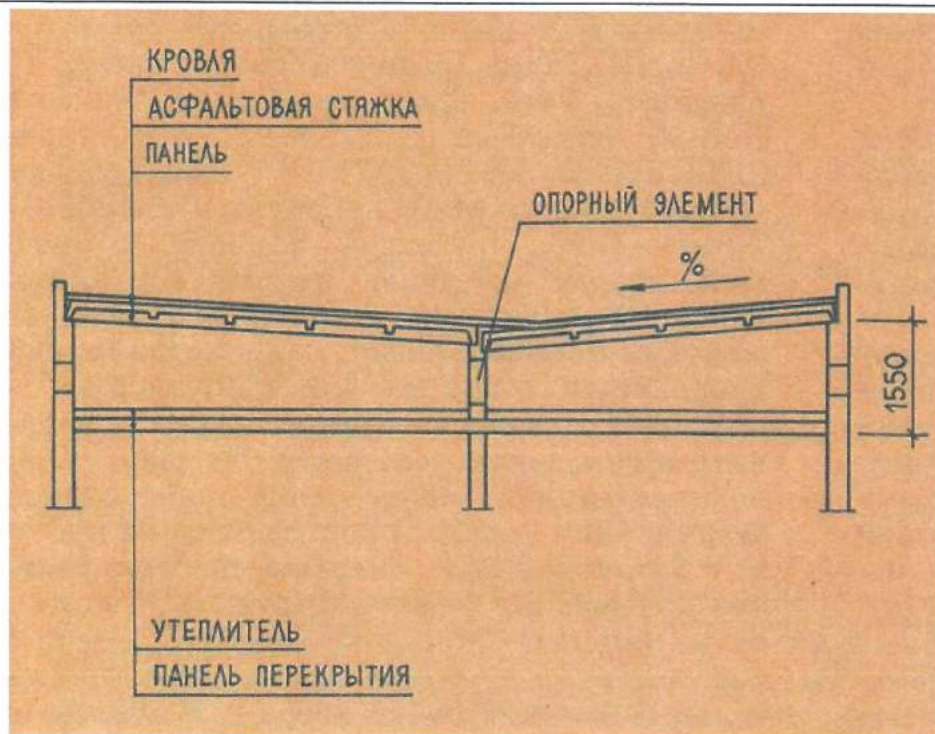 КРОВЛЯ
АСФАЛЬТОВАЯ СТЯЖКА
ПАНЕЛЬ
ОПОРНЫЙ ЭЛЕМЕНТ
%
1550
УТЕПЛИТЕЛЬ
ПАНЕЛЬ ПЕРЕКРЫТИЯ